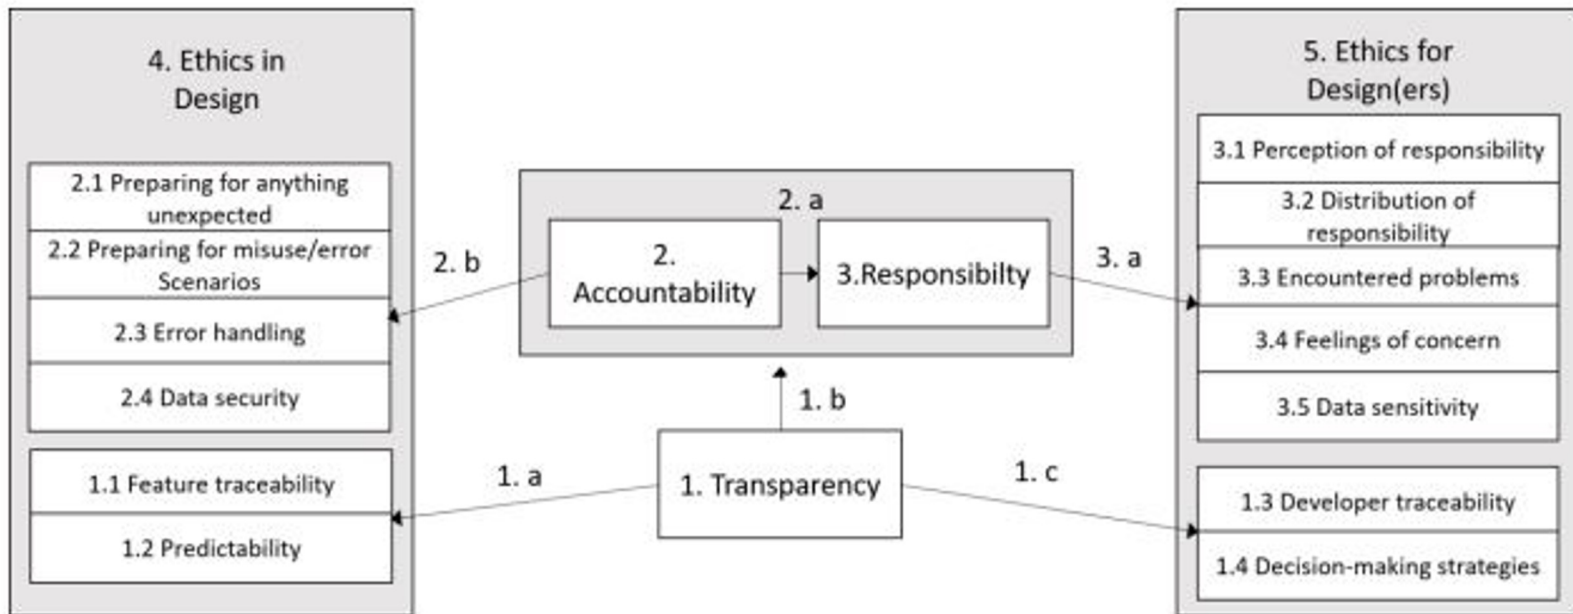 4. Ethics in
Design
2.1 Preparing for anything
unexpected
2.2 Preparing for misuse/error
Scenarios
2.3 Error handling
2.4 Data security
1.1 Feature traceability
1.2 Predictability
2. b
1. a
2. a
2.
Accountability
3.Responsibilty
1. b
1. Transparency
3. a
1. c
5. Ethics for
Design(ers)
3.1 Perception of responsibility
3.2 Distribution of
responsibility
3.3 Encountered problems
3.4 Feelings of concern
3.5 Data sensitivity
1.3 Developer traceability
1.4 Decision-making strategies